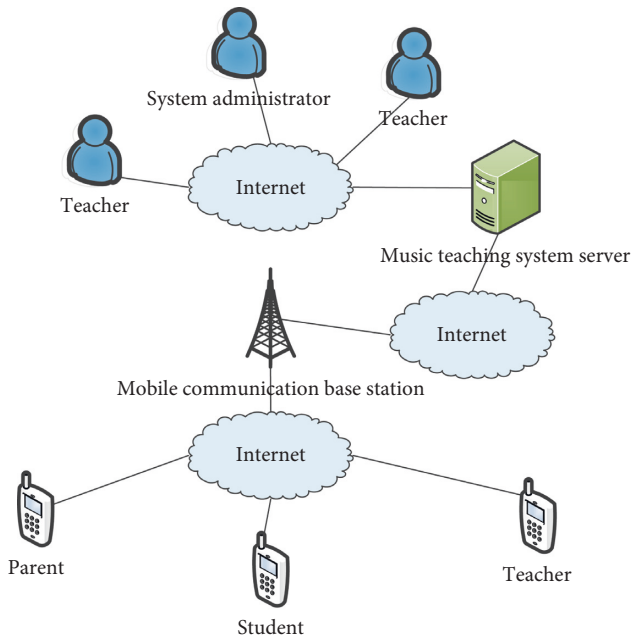 System administrator
Teacher
Teacher
Internet
Music teaching system server
Internet
Mobile communication base station
Internet
Parent
Teacher
Student